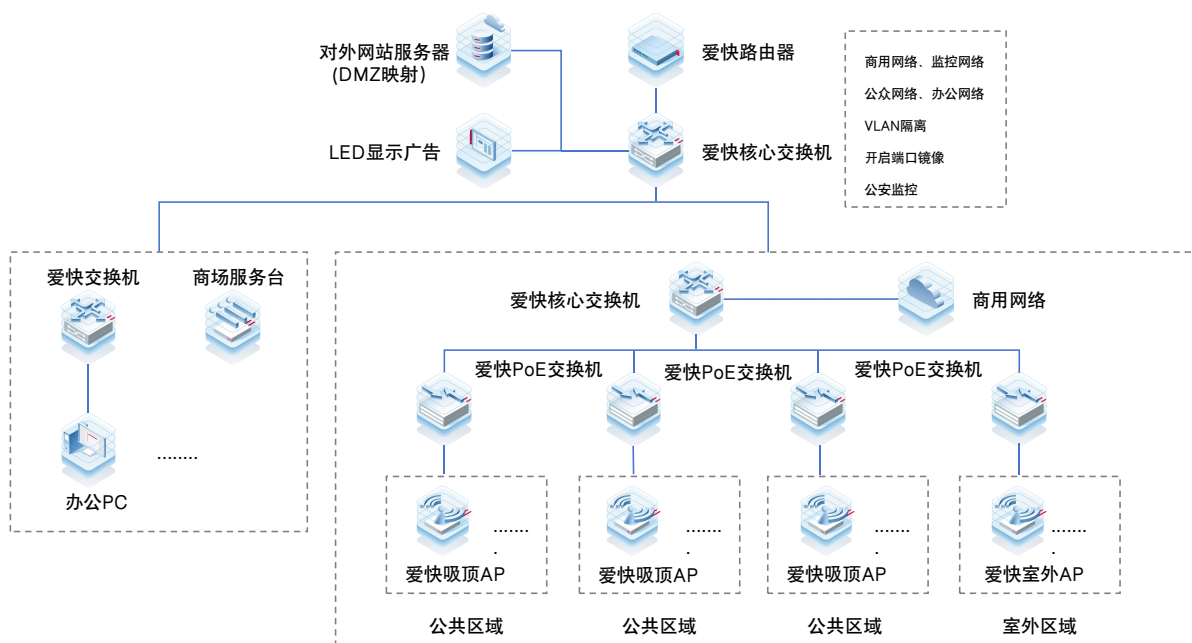 对外网站服务器
(DMZ映射)
爱快路由器
LED显示广告
爱快核心交换机
商用网络、监控网络
公众网络、办公网络
VLAN隔离
开启端口镜像
公安监控
爱快交换机
商场服务台
办公PC
........
爱快核心交换机
商用网络
爱快PoE交换机
爱快PoE交换机
爱快PoE交换机
.......
.
爱快吸顶AP
.......
.
爱快吸顶AP
.......
.
爱快吸顶AP
.......
.
爱快室外AP
公共区域
公共区域
公共区域
室外区域